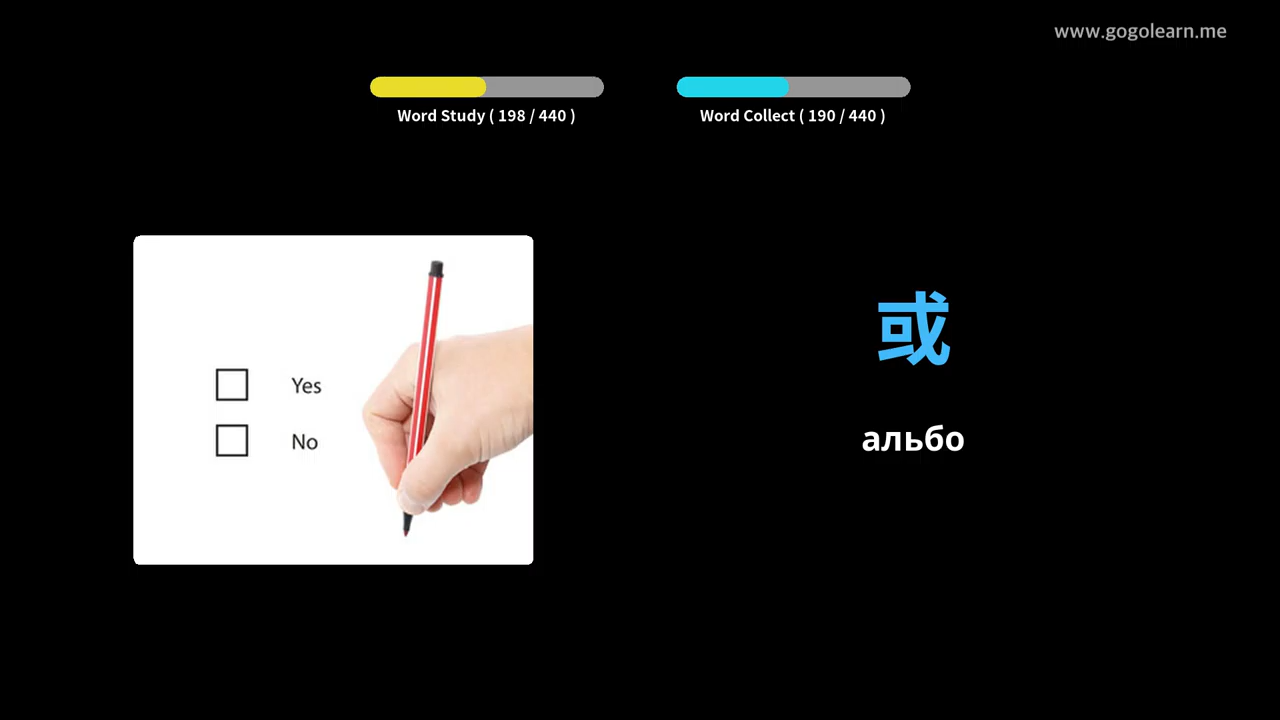 www.gogolearn.me
Word Study ( 198 / 440 )
Word Collect ( 190 / 440 )
Yes
No
或
альбо